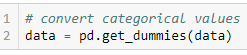 1 # convert categorical values
2 data = pd.get_dummies(data)